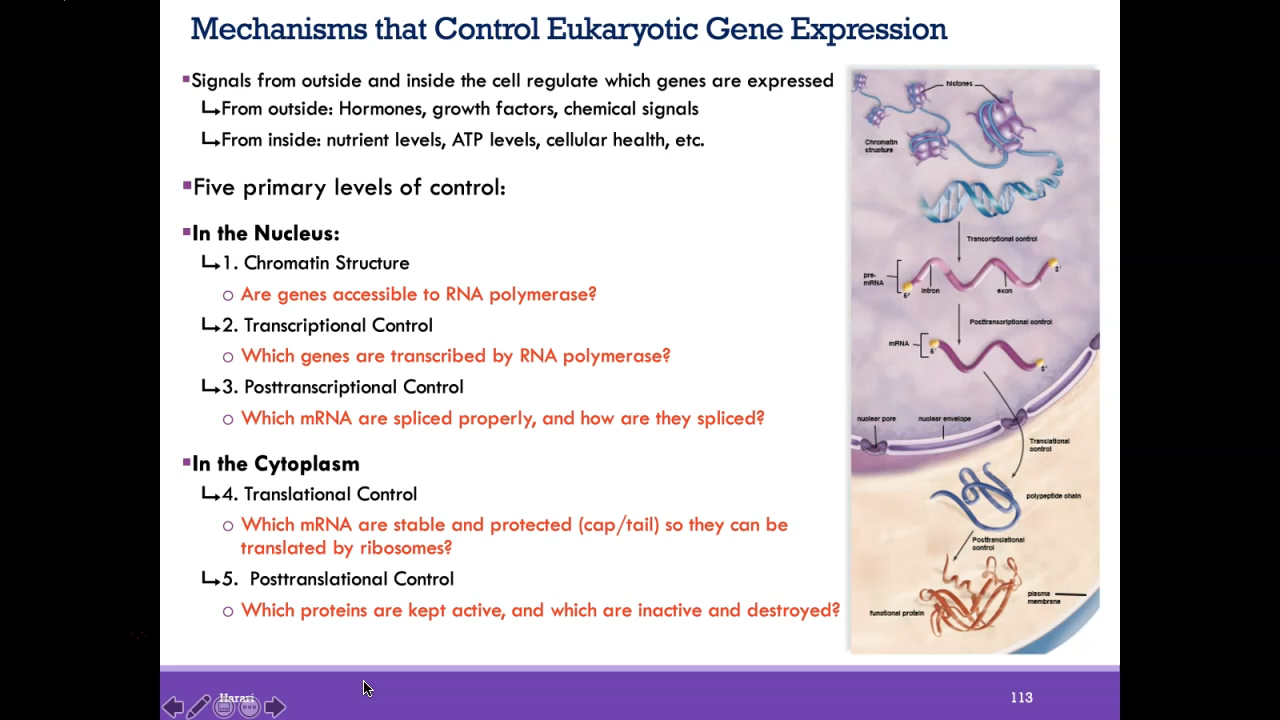 Mechanisms that Control Eukaryotic Gene Expression
▪Signals from outside and inside the cell regulate which genes are expressed
↳From outside: Hormones, growth factors, chemical signals
↳From inside: nutrient levels, ATP levels, cellular health, etc.
▪Five primary levels of control:
▪In the Nucleus:
↳1. Chromatin Structure
○ Are genes accessible to RNA polymerase?
↳2. Transcriptional Control
○ Which genes are transcribed by RNA polymerase?
↳3. Posttranscriptional Control
○ Which mRNA are spliced properly, and how are they spliced?
▪In the Cytoplasm
↳4. Translational Control
○ Which mRNA are stable and protected (cap/tail) so they can be
translated by ribosomes?
↳5. Posttranslational Control
○ Which proteins are kept active, and which are inactive and destroyed?
histones
Chromatin
structure
Transcriptional control
pre-
mRNA
5'
intron
exon
3'
Posttranscriptional control
mRNA
5'
3'
nuclear pore
nuclear envelope
Translational
control
polypeptide chain
Posttranslational
control
plasma
membrane
functional protein
Harari
113